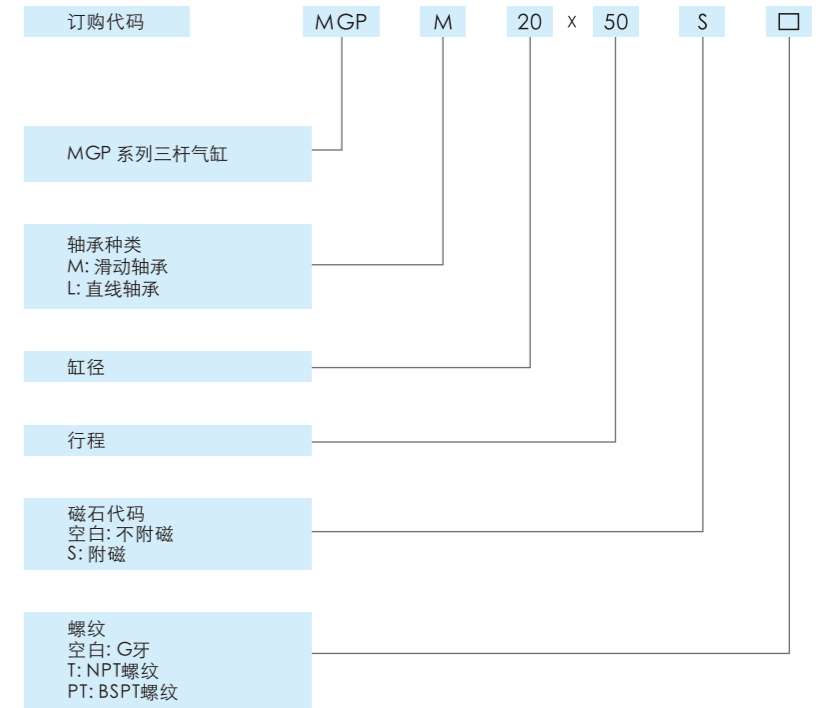 订购代码 MGP M 20 x 50 S □
MGP 系列三杆气缸
轴承种类
M: 滑动轴承
L: 直线轴承
缸径
行程
磁石代码
空白: 不附磁
S: 附磁
螺纹
空白: G牙
T: NPT螺纹
PT: BSPT螺纹